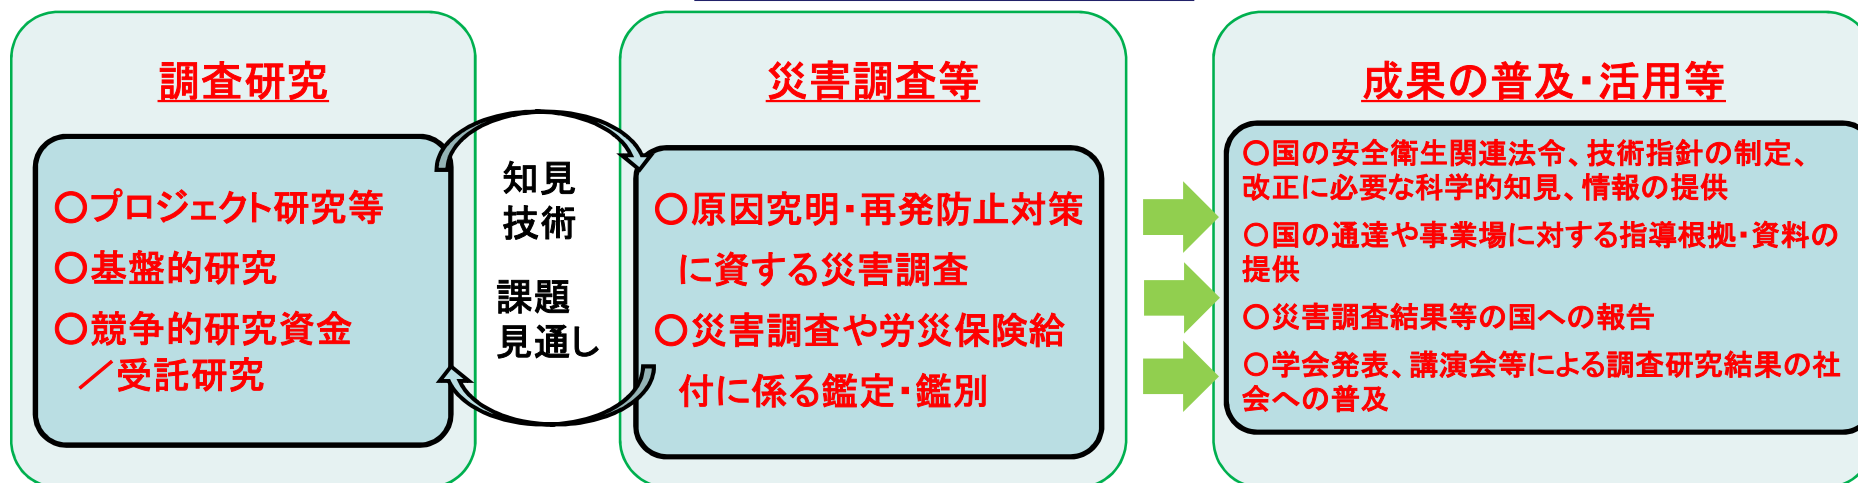 調査研究
○プロジェクト研究等
○基盤的研究
○競争的研究資金
／受託研究
知見
技術
課題
見通し
災害調査等
○原因究明・再発防止対策
に資する災害調査
○災害調査や労災保険給
付に係る鑑定・鑑別
成果の普及・活用等
○国の安全衛生関連法令、技術指針の制定、
改正に必要な科学的知見、情報の提供
○国の通達や事業場に対する指導根拠・資料の
提供
○災害調査結果等の国への報告
○学会発表、講演会等による調査研究結果の社
会への普及